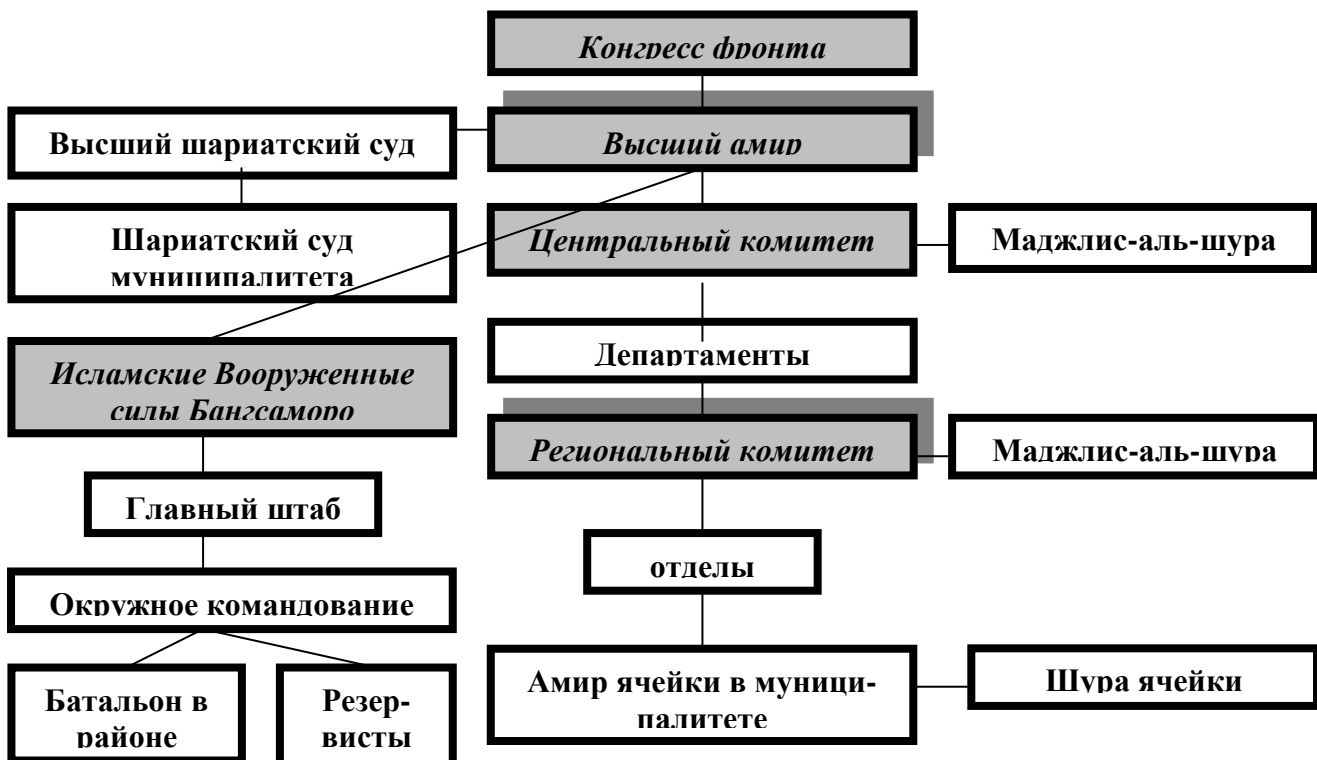 Конгресс фронта
Высший шариатский суд
Высший амир
Шариатский суд
муниципалитета
Центральный комитет
Маджлис-аль-шура
Департаменты
Исламские Вооруженные
силы Бангсаморо
Региональный комитет
Маджлис-аль-шура
Главный штаб
отделы
Окружное командование
Амир ячейки в муници-
палитете
Шура ячейки
Батальон в
районе
Резер-
висты